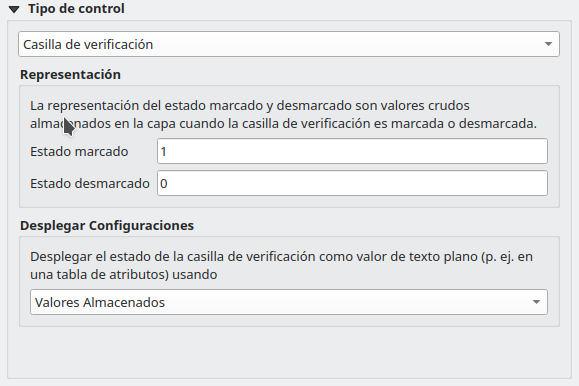 Tipo de control
Casilla de verificación
Representación
La representación del estado marcado y desmarcado son valores crudos
almacenados en la capa cuando la casilla de verificación es marcada o desmarcada.
Estado marcado 1
Estado desmarcado 0
Desplegar Configuraciones
Desplegar el estado de la casilla de verificación como valor de texto plano (p. ej. en
una tabla de atributos) usando
Valores Almacenados